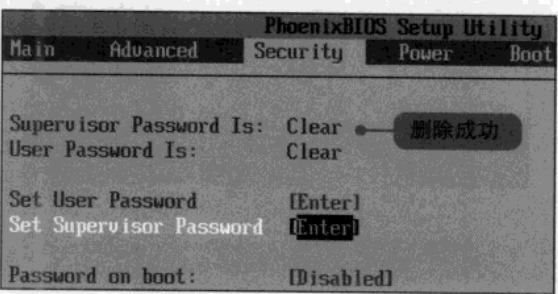 PhoenixBIOS Setup Utility
Main Advanced Security Power Boot
Supervisor Password Is: Clear 删除成功
User Password Is: Clear
Set User Password [Enter]
Set Supervisor Password [Enter]
Password on boot: [Disabled]